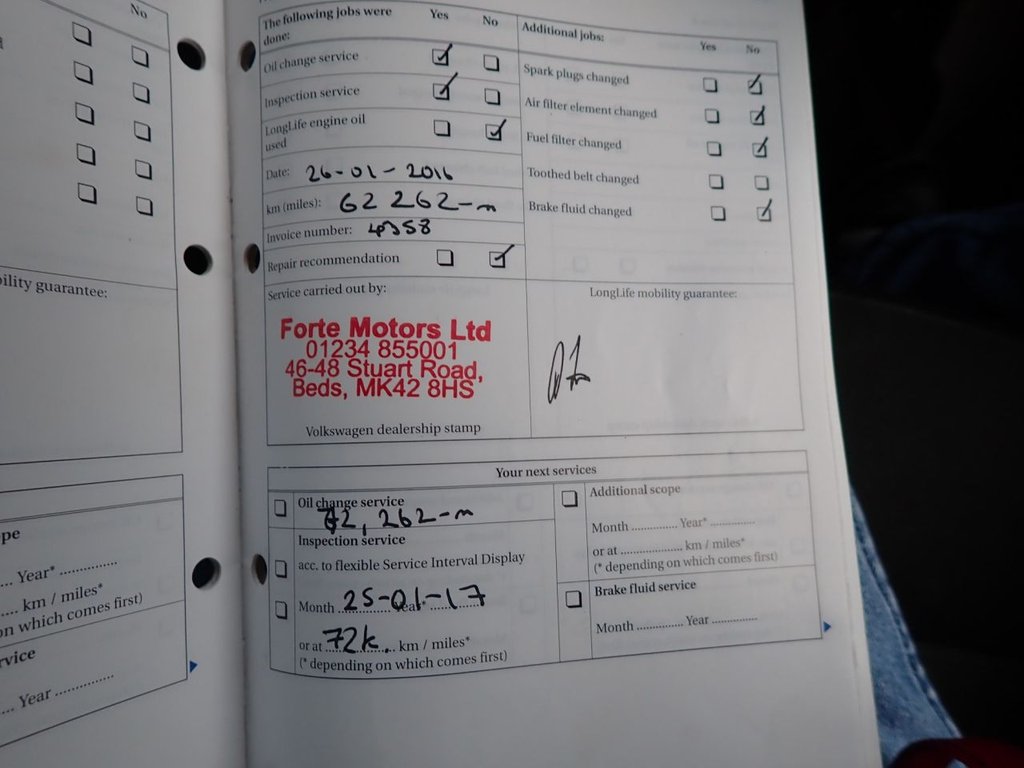 No
bility guarantee:
pe
... Year* ..............
.... km / miles*
on which comes first)
rvice
... Year ..............
The following jobs were done:
Yes No
Oil change service
Inspection service
LongLife engine oil used
Date: 26-01-2016
km (miles): 62 262-m
Invoice number: 4358
Repair recommendation
Additional jobs:
Yes No
Spark plugs changed
Air filter element changed
Fuel filter changed
Toothed belt changed
Brake fluid changed
Service carried out by:
Forte Motors Ltd
01234 855001
46-48 Stuart Road,
Beds, MK42 8HS
Volkswagen dealership stamp
LongLife mobility guarantee:
Your next services
Oil change service
72,262-m
Inspection service
acc. to flexible Service Interval Display
Month 25-01-17 Year*
or at 72k. km / miles*
(* depending on which comes first)
Additional scope
Month .............. Year* ..............
or at ................... km / miles*
(* depending on which comes first)
Brake fluid service
Month .............. Year ..............